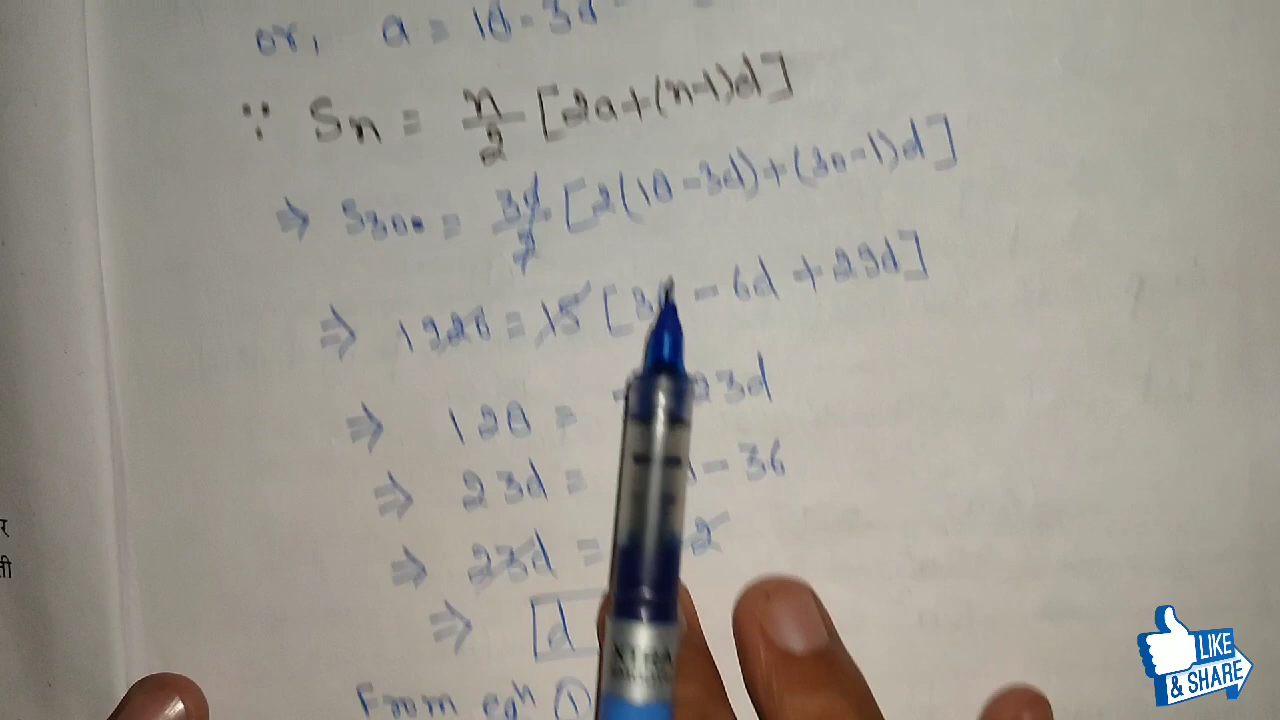 or, a = 18 - 3d
∵ Sn = n/2 [2a+(n-1)d]
⇒ S30 = 30/2 [2(18-3d)+(30-1)d]
⇒ 1920 = 15 [36 - 6d + 29d]
⇒ 128 = 23d
⇒ 23d = - 36
⇒ 23d = 2
⇒ d
From eqn ①
र
ती
LIKE
& SHARE